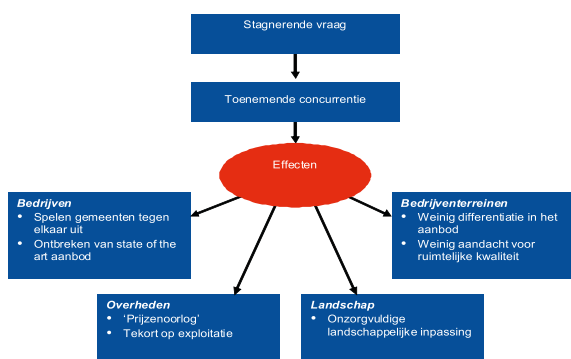 Stagnerende vraag
Toenemende concurrentie
Effecten
Bedrijven
• Spelen gemeenten tegen
elkaar uit
• Ontbreken van state of the
art aanbod
Bedrijventerreinen
• Weinig differentiatie in het
aanbod
• Weinig aandacht voor
ruimtelijke kwaliteit
Overheden
• ‘Prijzenoorlog’
• Tekort op exploitatie
Landschap
• Onzorgvuldige
landschappelijke inpassing